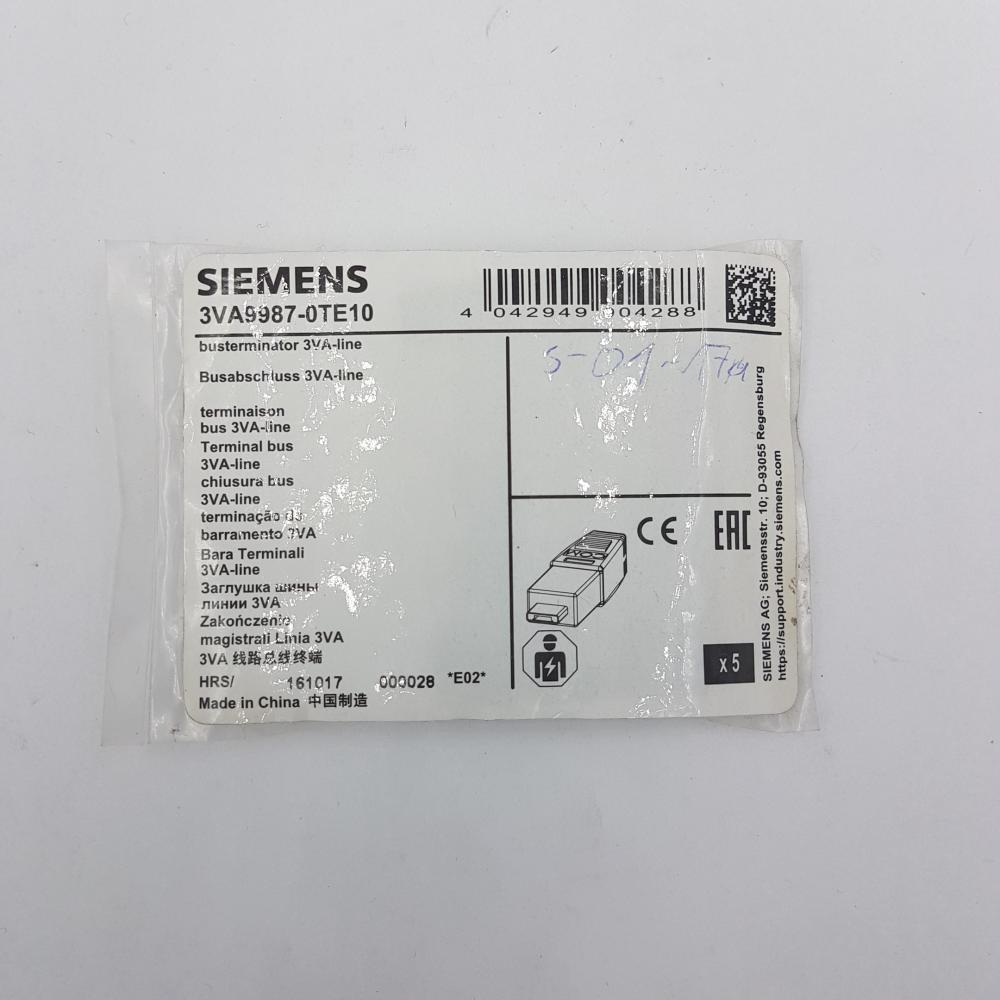 SIEMENS
3VA9987-0TE10
4 042949 904288
busterminator 3VA-line
Busabschluss 3VA-line
terminaison
bus 3VA-line
Terminal bus
3VA-line
chiusura bus
3VA-line
terminação do
barramento 3VA
Bara Terminali
3VA-line
Заглушка шины
линии 3VA
Zakończenie
magistrali Linia 3VA
3VA 线路总线终端
HRS/ 161017 000028 *E02*
Made in China 中国制造
CE
EAC
x 5
SIEMENS AG; Siemensstr. 10; D-93055 Regensburg
https://support.industry.siemens.com